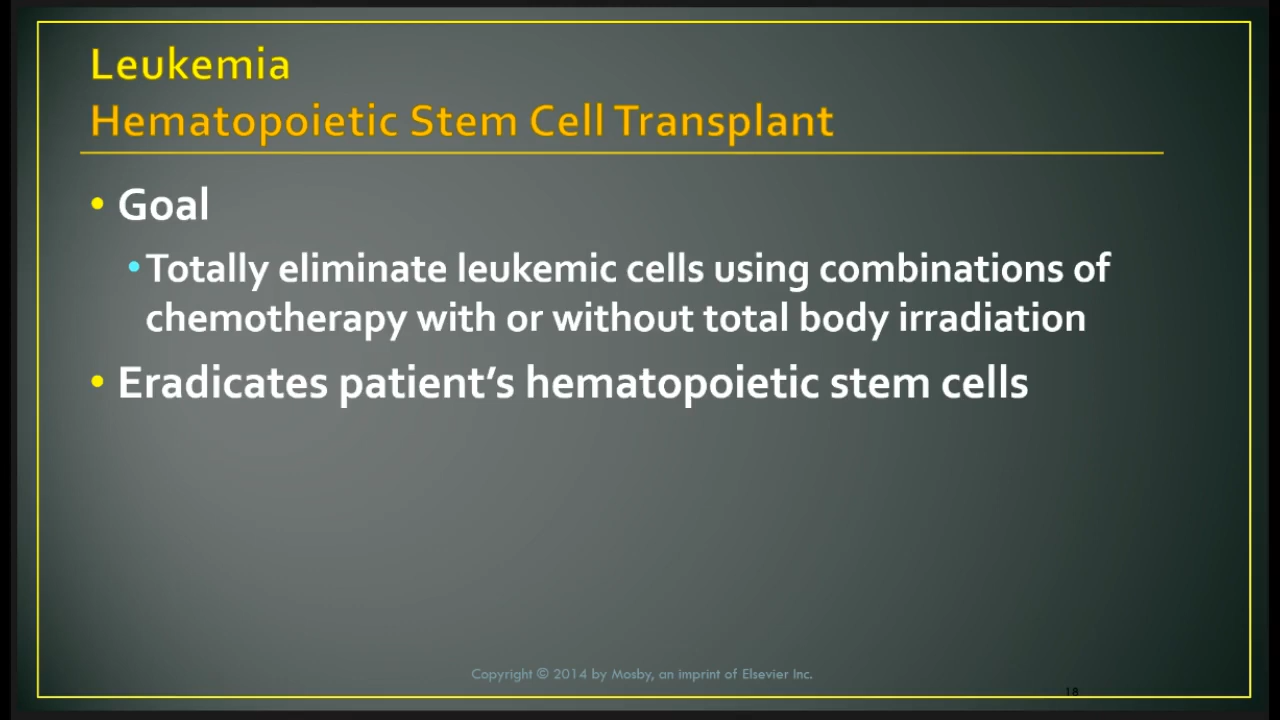 Leukemia
Hematopoietic Stem Cell Transplant
• Goal
• Totally eliminate leukemic cells using combinations of
chemotherapy with or without total body irradiation
• Eradicates patient’s hematopoietic stem cells
Copyright © 2014 by Mosby, an imprint of Elsevier Inc.
18